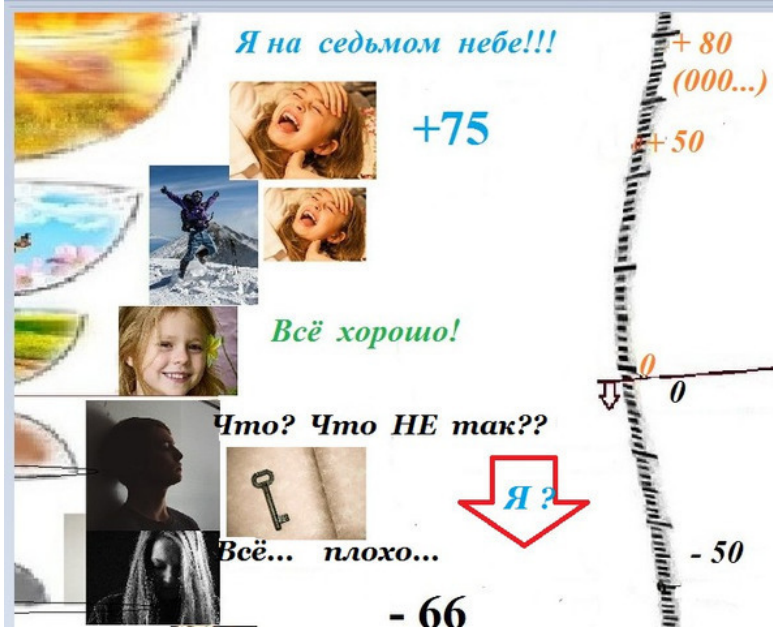 Я на седьмом небе!!!
+ 80
(000...)
+75
+ 50
Всё хорошо!
0
0
Что? Что НЕ так??
Я ?
Всё... плохо...
- 50
- 66